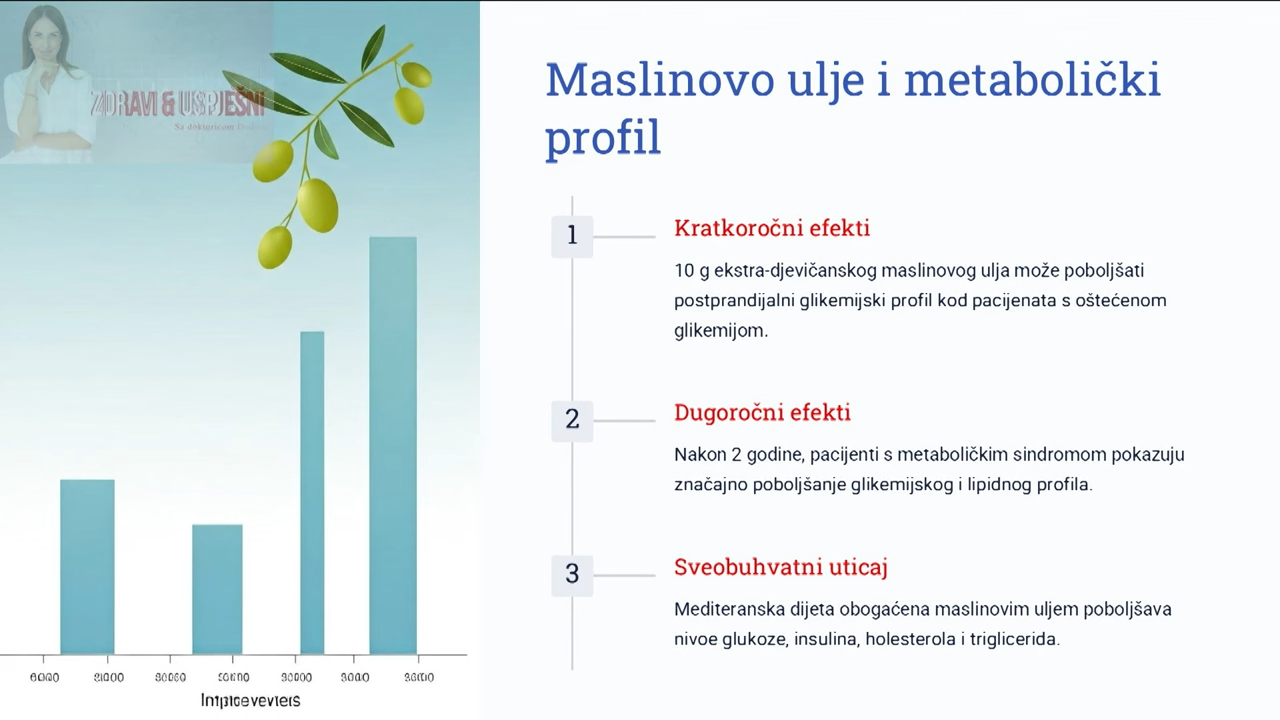 ZDRAVI & USPJEŠNI
Maslinovo ulje i metabolički
profil
1
Kratkoročni efekti
10 g ekstra-djevičanskog maslinovog ulja može poboljšati
postprandijalni glikemijski profil kod pacijenata s oštećenom
glikemijom.
2
Dugoročni efekti
Nakon 2 godine, pacijenti s metaboličkim sindromom pokazuju
značajno poboljšanje glikemijskog i lipidnog profila.
3
Sveobuhvatni uticaj
Mediteranska dijeta obogaćena maslinovim uljem poboljšava
nivoe glukoze, insulina, holesterola i triglicerida.